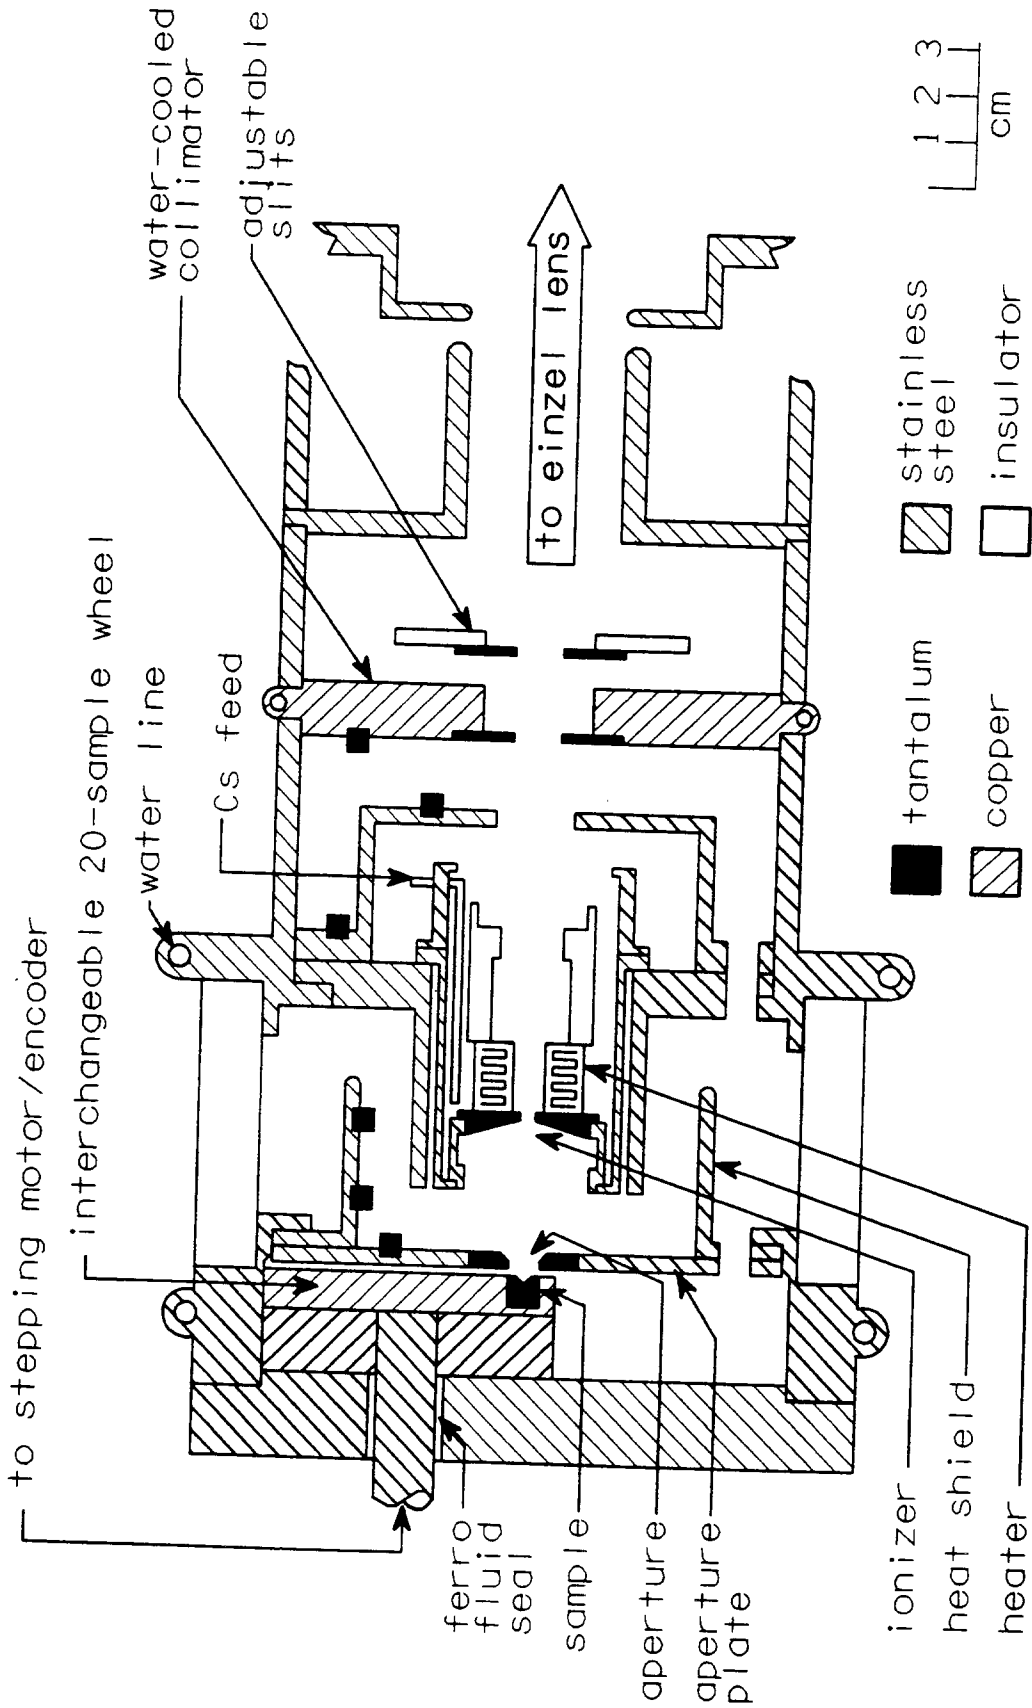 to stepping motor/encoder
interchangeable 20-sample wheel
water line
Cs feed
water-cooled
collimator
adjustable
slits
to einzel lens
ferro
fluid
seal
sample
aperture
aperture
plate
ionizer
heat shield
heater
tantalum
copper
stainless
steel
insulator
1 2 3
cm